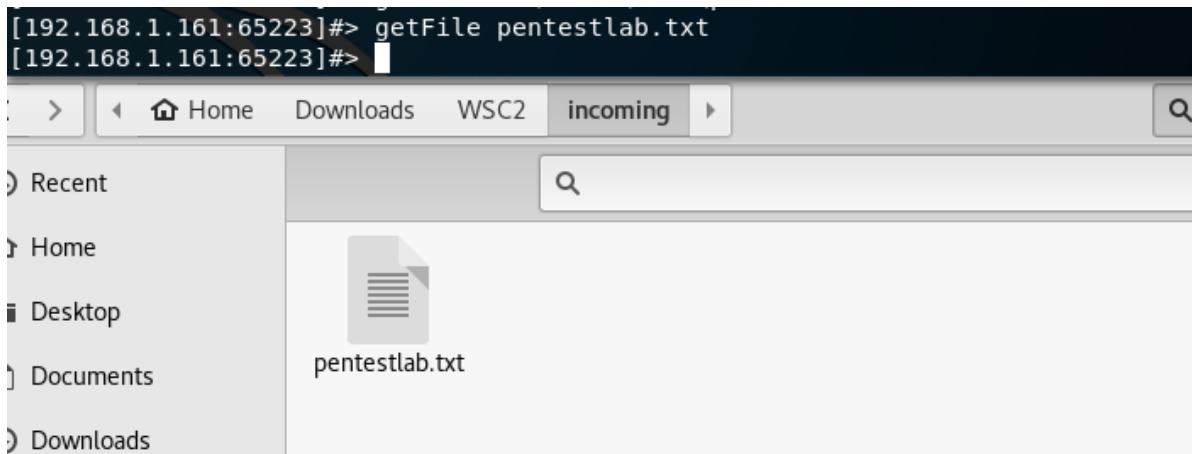 [192.168.1.161:65223]#> getFile pentestlab.txt
[192.168.1.161:65223]#>
Home Downloads WSC2 incoming
Recent
Home
Desktop
Documents
Downloads
pentestlab.txt